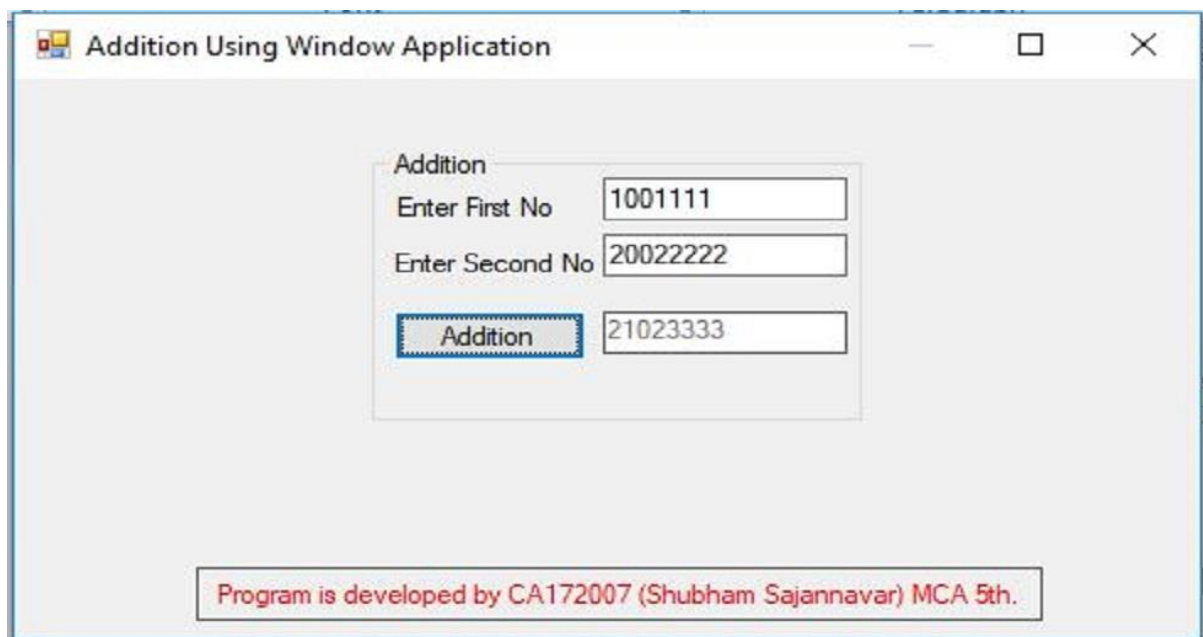 Addition Using Window Application
Addition
Enter First No 1001111
Enter Second No 20022222
Addition 21023333
Program is developed by CA172007 (Shubham Sajannavar) MCA 5th.